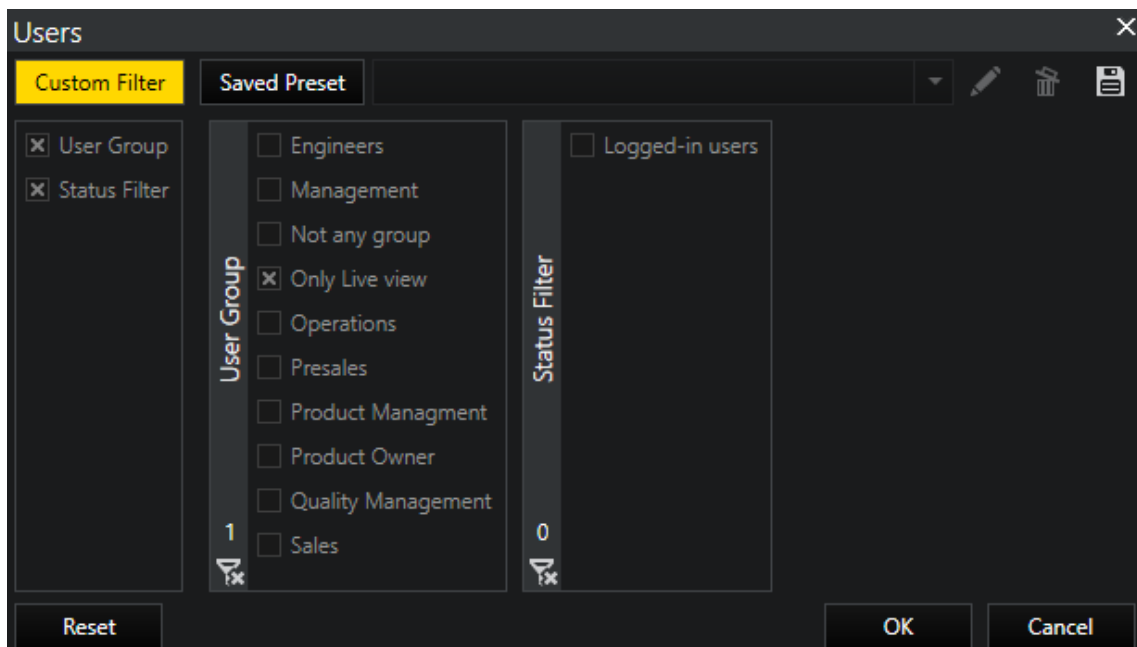 Users
Custom Filter
Saved Preset
User Group
Status Filter
User Group
1
Engineers
Management
Not any group
Only Live view
Operations
Presales
Product Managment
Product Owner
Quality Management
Sales
Status Filter
0
Logged-in users
Reset
OK
Cancel